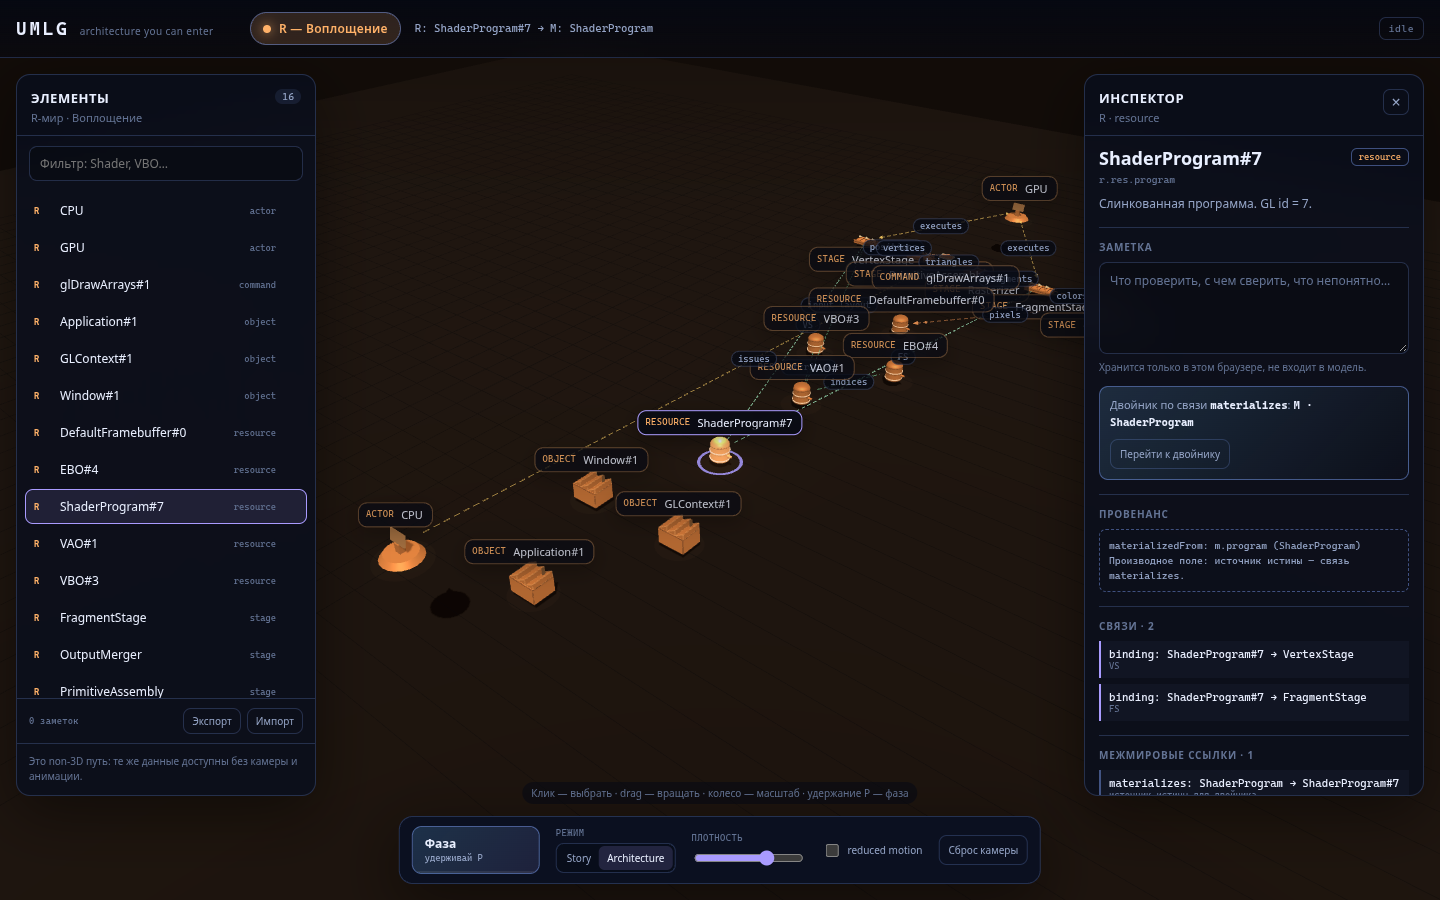 UMLG architecture you can enter
R — Воплощение
R: ShaderProgram#7 → M: ShaderProgram
idle
ЭЛЕМЕНТЫ
16
R-мир · Воплощение
Фильтр: Shader, VBO...
R CPU actor
R GPU actor
R glDrawArrays#1 command
R Application#1 object
R GLContext#1 object
R Window#1 object
R DefaultFramebuffer#0 resource
R EBO#4 resource
R ShaderProgram#7 resource
R VAO#1 resource
R VBO#3 resource
R FragmentStage stage
R OutputMerger stage
R PrimitiveAssembly stage
0 заметок
Экспорт
Импорт
Это non-3D путь: те же данные доступны без камеры и
анимации.
ACTOR GPU
executes
vertices
executes
STAGE VertexStage
triangles
STAGE
COMMAND glDrawArrays#1
RESOURCE DefaultFramebuffer#0
colors
FragmentStage
pixels
RESOURCE VBO#3
STAGE
RESOURCE EBO#4
FS
issues
RESOURCE VAO#1
indices
RESOURCE ShaderProgram#7
OBJECT Window#1
OBJECT GLContext#1
ACTOR CPU
OBJECT Application#1
Клик — выбрать · drag — вращать · колесо — масштаб · удержание P — фаза
Фаза
удерживай P
РЕЖИМ
Story
Architecture
ПЛОТНОСТЬ
reduced motion
Сброс камеры
ИНСПЕКТОР
×
R · resource
ShaderProgram#7
resource
r.res.program
Слинкованная программа. GL id = 7.
ЗАМЕТКА
Что проверить, с чем сверить, что непонятно...
Хранится только в этом браузере, не входит в модель.
Двойник по связи materializes: M ·
ShaderProgram
Перейти к двойнику
ПРОВЕНАНС
materializedFrom: m.program (ShaderProgram)
Производное поле: источник истины — связь
materializes.
СВЯЗИ · 2
binding: ShaderProgram#7 → VertexStage
VS
binding: ShaderProgram#7 → FragmentStage
FS
МЕЖМИРОВЫЕ ССЫЛКИ · 1
materializes: ShaderProgram → ShaderProgram#7